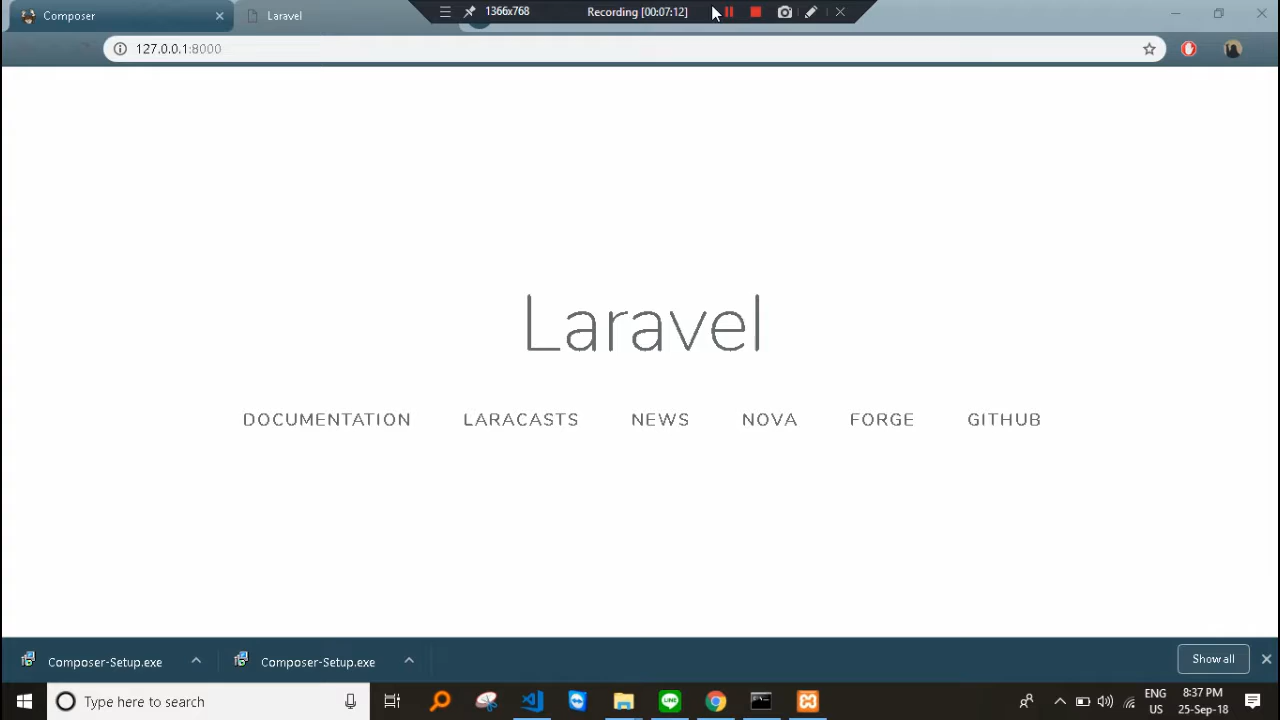 Composer
Laravel
1366x768
Recording [00:07:12]
127.0.0.1:8000
Laravel
DOCUMENTATION
LARACASTS
NEWS
NOVA
FORGE
GITHUB
Composer-Setup.exe
Composer-Setup.exe
Show all
Type here to search
ENG
US
8:37 PM
25-Sep-18